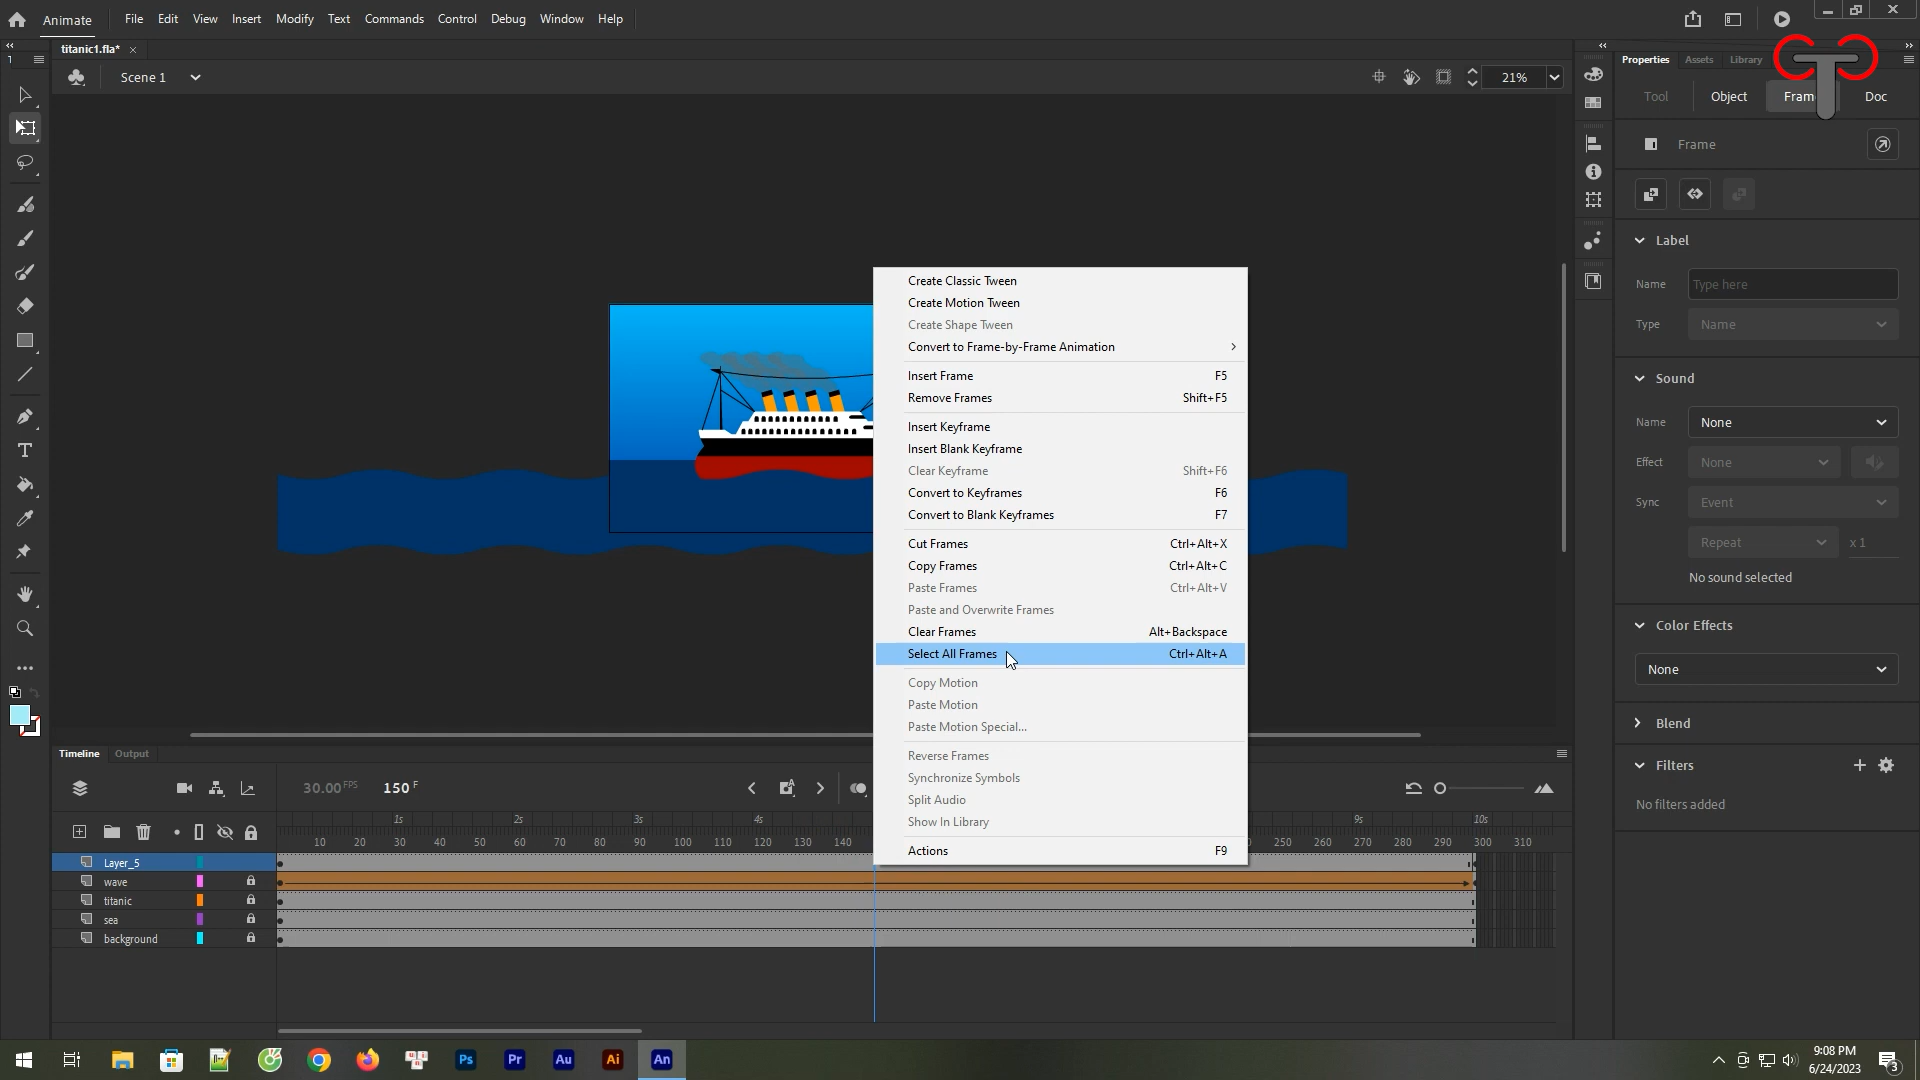 Animate File Edit View Insert Modify Text Commands Control Debug Window Help
titanic1.fla*
1
Properties Assets Library
Scene 1
21%
Tool Object Doc
Frame
Label
Name Type here
Type Name
Sound
Name None
Effect None
Sync Event
Repeat x 1
No sound selected
Color Effects
None
Blend
Filters
No filters added
Create Classic Tween
Create Motion Tween
Create Shape Tween
Convert to Frame-by-Frame Animation
Insert Frame F5
Remove Frames Shift+F5
Insert Keyframe
Insert Blank Keyframe
Clear Keyframe Shift+F6
Convert to Keyframes F6
Convert to Blank Keyframes F7
Cut Frames Ctrl+Alt+X
Copy Frames Ctrl+Alt+C
Paste Frames Ctrl+Alt+V
Paste and Overwrite Frames
Clear Frames Alt+Backspace
Select All Frames Ctrl+Alt+A
Copy Motion
Paste Motion
Paste Motion Special...
Reverse Frames
Synchronize Symbols
Split Audio
Show In Library
Actions F9
Timeline Output
30.00 FPS 150 F
1s 2s 3s 4s 9s 10s
10 20 30 40 50 60 70 80 90 100 110 120 130 140 250 260 270 280 290 300 310
Layer_5
wave
titanic
sea
background
Ps Pr Au Ai An
9:08 PM
6/24/2023
3